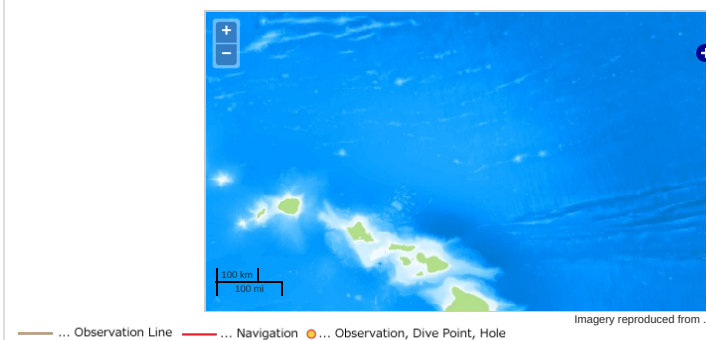 +
−
100 km
100 mi
Imagery reproduced from .
... Observation Line ... Navigation ... Observation, Dive Point, Hole